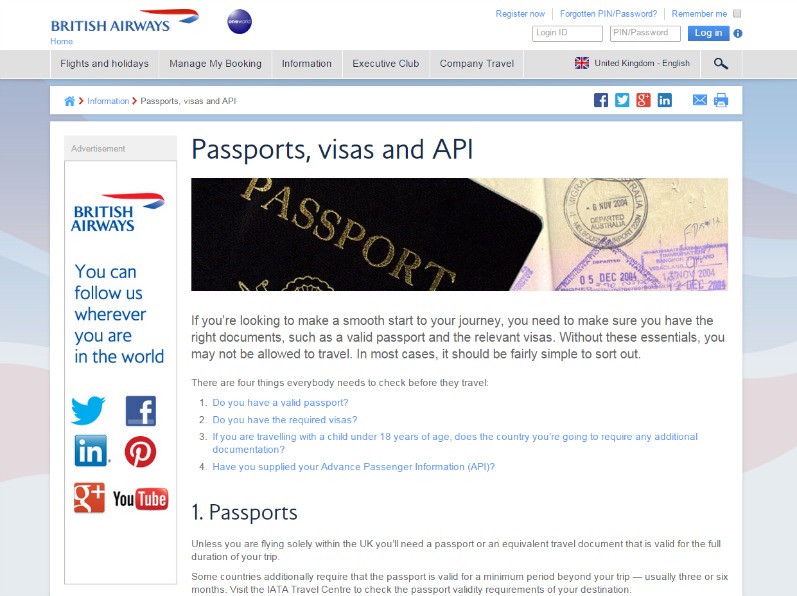 BRITISH AIRWAYS
oneworld
Home
Register now
Forgotten PIN/Password?
Remember me
Login ID
PIN/Password
Log in
Flights and holidays
Manage My Booking
Information
Executive Club
Company Travel
United Kingdom - English
Information
Passports, visas and API
Advertisement
BRITISH
AIRWAYS
You can
follow us
wherever
you are
in the world
YouTube
Passports, visas and API
PASSPORT
6 NOV 2004
DEPARTED
AUSTRALIA
05 DEC 2004
NOV 2004
DEC 2004
If you're looking to make a smooth start to your journey, you need to make sure you have the
right documents, such as a valid passport and the relevant visas. Without these essentials, you
may not be allowed to travel. In most cases, it should be fairly simple to sort out.
There are four things everybody needs to check before they travel:
1. Do you have a valid passport?
2. Do you have the required visas?
3. If you are travelling with a child under 18 years of age, does the country you're going to require any additional
documentation?
4. Have you supplied your Advance Passenger Information (API)?
1. Passports
Unless you are flying solely within the UK you'll need a passport or an equivalent travel document that is valid for the full
duration of your trip.
Some countries additionally require that the passport is valid for a minimum period beyond your trip — usually three or six
months. Visit the IATA Travel Centre to check the passport validity requirements of your destination.